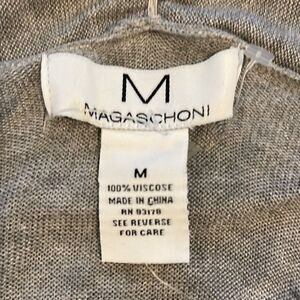 M
MAGASCHONI
M
100% VISCOSE
MADE IN CHINA
RN 93178
SEE REVERSE
FOR CARE